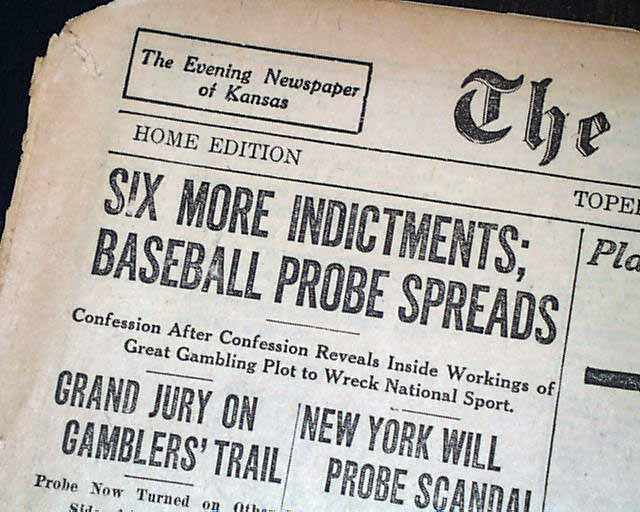 The Evening Newspaper
of Kansas
The
HOME EDITION
SIX MORE INDICTMENTS;
BASEBALL PROBE SPREADS
Confession After Confession Reveals Inside Workings of
Great Gambling Plot to Wreck National Sport.
GRAND JURY ON
GAMBLERS' TRAIL
Probe Now Turned on
NEW YORK WILL
PROBE SCANDAL